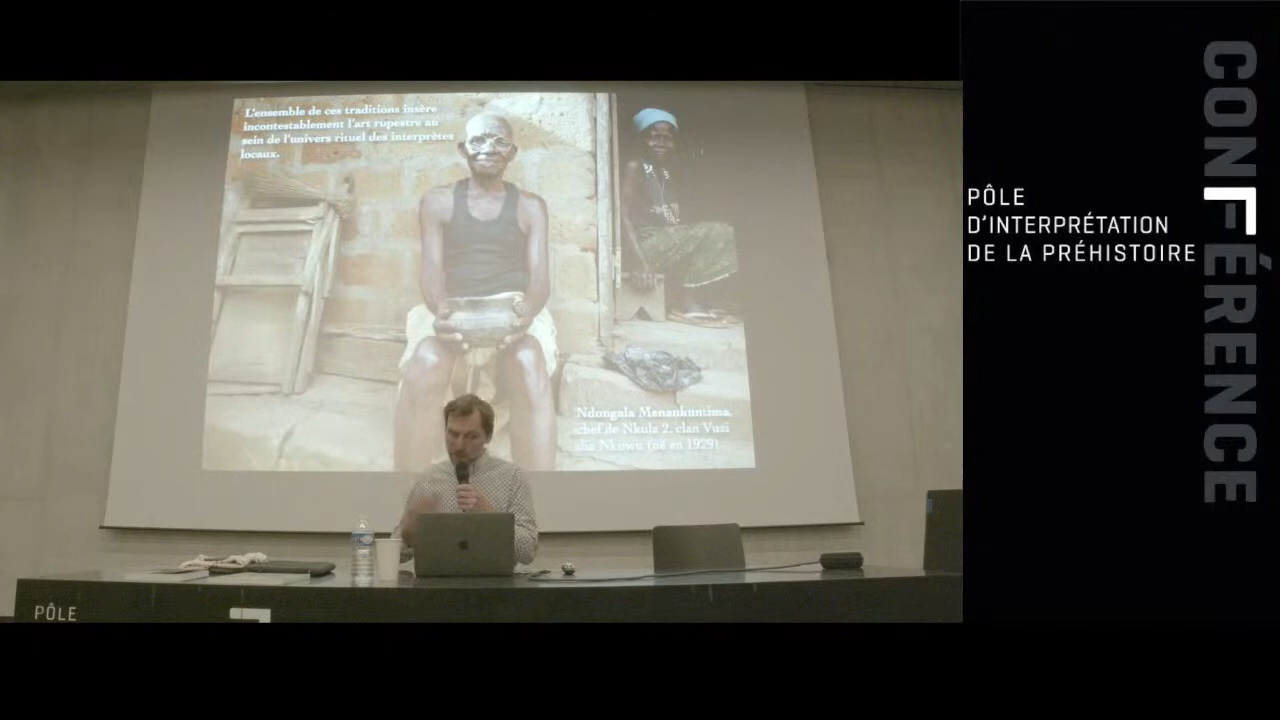 L'ensemble de ces traditions insère
incontestablement l'art rupestre au
sein de l'univers rituel des interprètes
locaux.
Ndongala Menankuntima,
chef de Nkula 2, clan Vuzi
dia Nkuwu (né en 1929)
PÔLE
PÔLE
D'INTERPRÉTATION
DE LA PRÉHISTOIRE
CONFÉRENCE